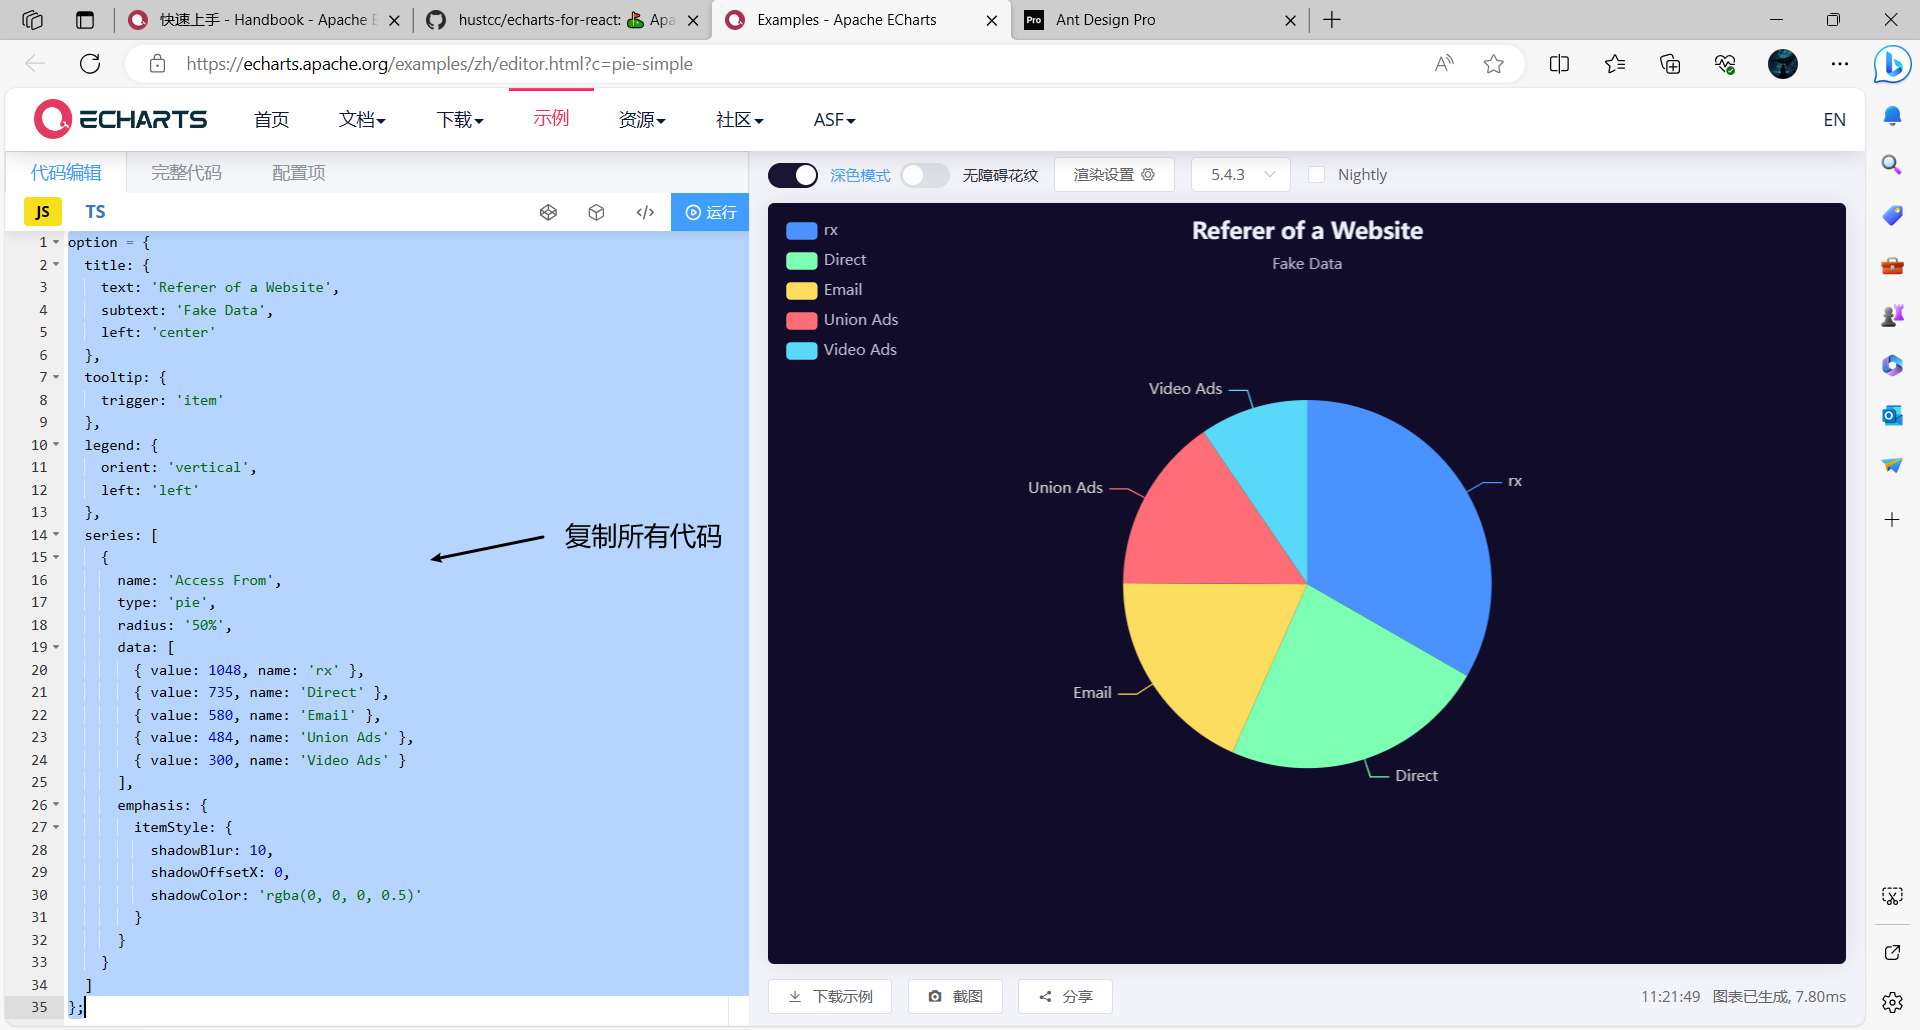 快速上手 - Handbook - Apache E
hustcc/echarts-for-react: Apa
Examples - Apache ECharts
Pro Ant Design Pro
https://echarts.apache.org/examples/zh/editor.html?c=pie-simple
ECHARTS 首页 文档 下载 示例 资源 社区 ASF EN
代码编辑 完整代码 配置项
深色模式 无障碍花纹 渲染设置 5.4.3 Nightly
JS TS 运行
1 option = {
2 title: {
3 text: 'Referer of a Website',
4 subtext: 'Fake Data',
5 left: 'center'
6 },
7 tooltip: {
8 trigger: 'item'
9 },
10 legend: {
11 orient: 'vertical',
12 left: 'left'
13 },
14 series: [
15 {
16 name: 'Access From',
17 type: 'pie',
18 radius: '50%',
19 data: [
20 { value: 1048, name: 'rx' },
21 { value: 735, name: 'Direct' },
22 { value: 580, name: 'Email' },
23 { value: 484, name: 'Union Ads' },
24 { value: 300, name: 'Video Ads' }
25 ],
26 emphasis: {
27 itemStyle: {
28 shadowBlur: 10,
29 shadowOffsetX: 0,
30 shadowColor: 'rgba(0, 0, 0, 0.5)'
31 }
32 }
33 }
34 ]
35 };
复制所有代码
Referer of a Website
Fake Data
rx
Direct
Email
Union Ads
Video Ads
Video Ads
rx
Union Ads
Email
Direct
下载示例 截图 分享 11:21:49 图表已生成, 7.80ms